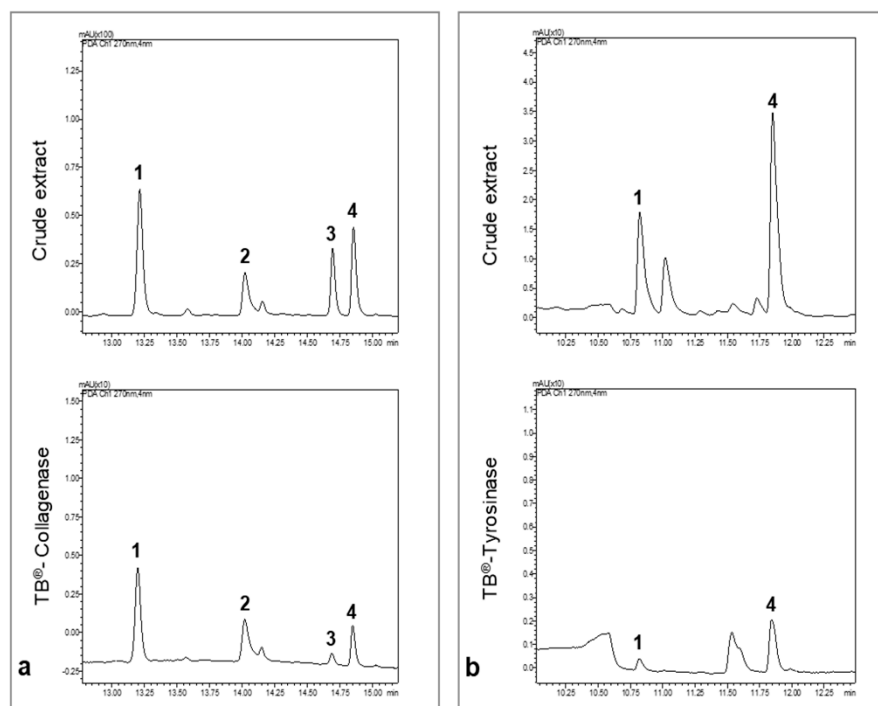 mAU(x100)
PDA Ch1 270nm,4nm
1.25
1.00
0.75
0.50
0.25
0.00
1
2
3
4
13.00 13.25 13.50 13.75 14.00 14.25 14.50 14.75 15.00 min
Crude extract
mAU(x10)
PDA Ch1 270nm,4nm
1.50
1.25
1.00
0.75
0.50
0.25
0.00
-0.25
1
2
3
4
13.00 13.25 13.50 13.75 14.00 14.25 14.50 14.75 15.00 min
TB®- Collagenase
a
mAU(x10)
PDA Ch1 270nm,4nm
4.5
4.0
3.5
3.0
2.5
2.0
1.5
1.0
0.5
0.0
1
4
10.25 10.50 10.75 11.00 11.25 11.50 11.75 12.00 12.25 min
Crude extract
mAU(x10)
PDA Ch1 270nm,4nm
1.1
1.0
0.9
0.8
0.7
0.6
0.5
0.4
0.3
0.2
0.1
0.0
1
4
10.25 10.50 10.75 11.00 11.25 11.50 11.75 12.00 12.25 min
TB®-Tyrosinase
b